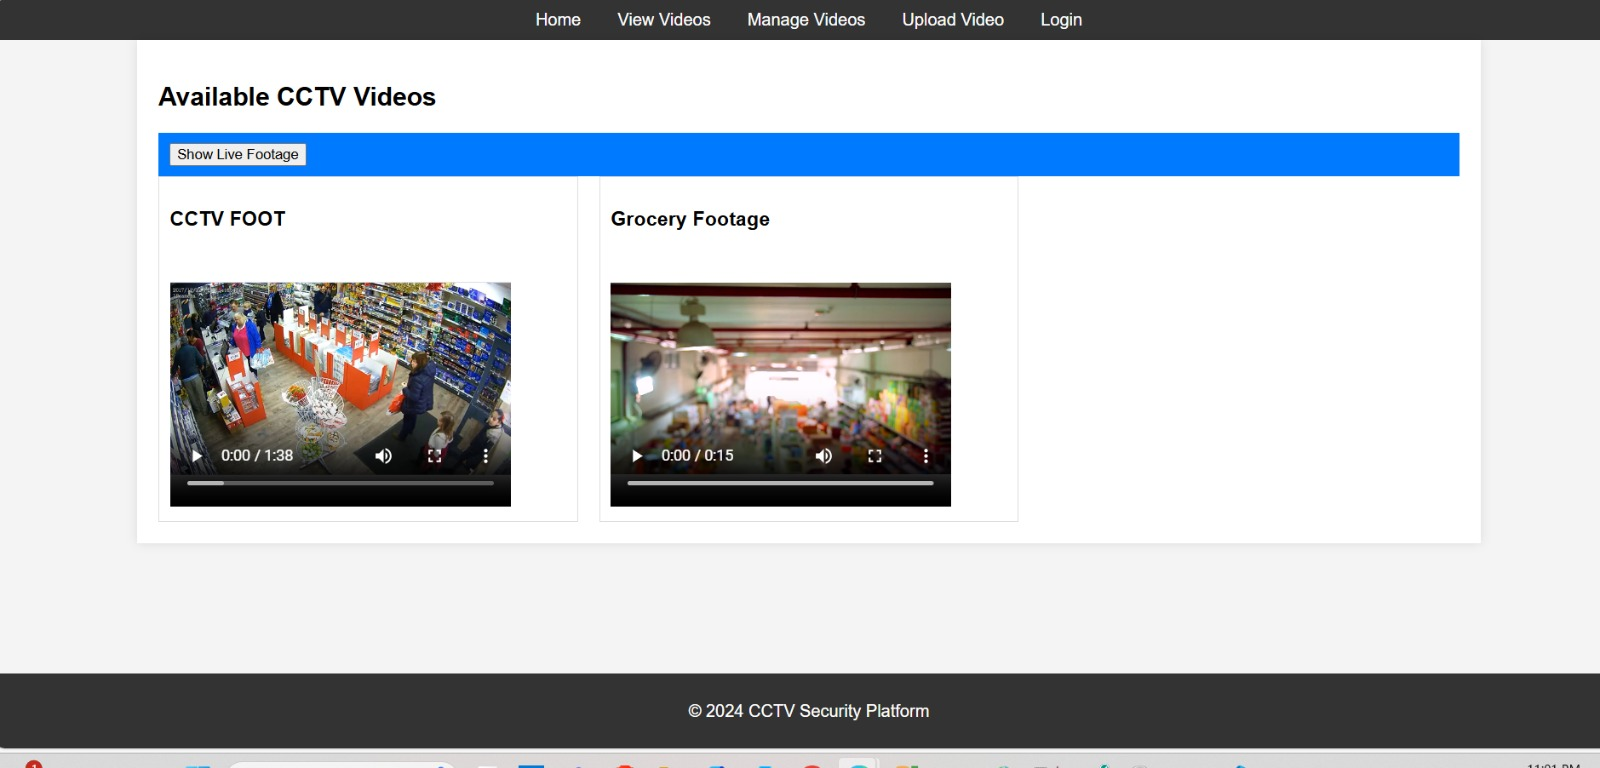 Home View Videos Manage Videos Upload Video Login
Available CCTV Videos
Show Live Footage
CCTV FOOT
Grocery Footage
0:00 / 1:38
0:00 / 0:15
© 2024 CCTV Security Platform